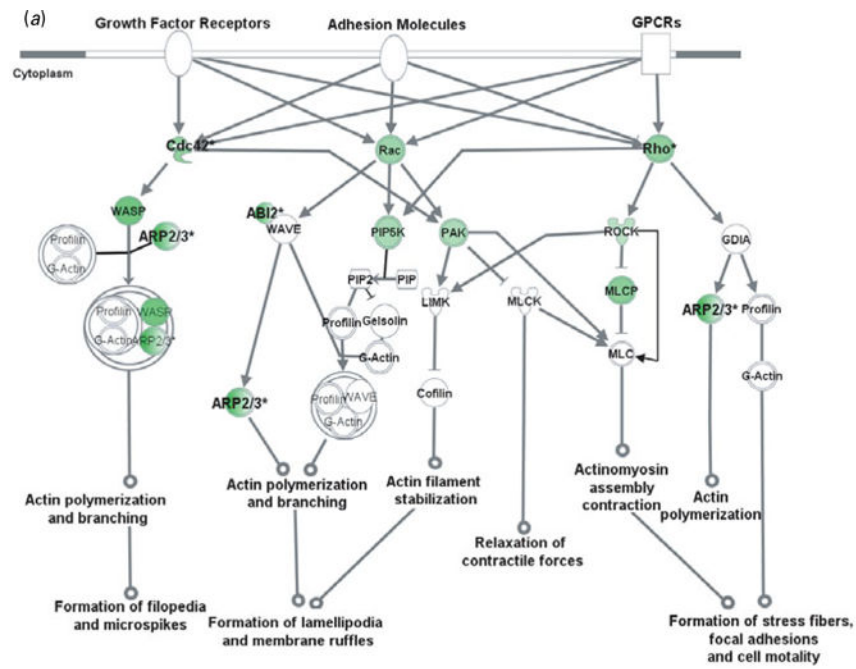 (a)
Growth Factor Receptors
Adhesion Molecules
GPCRs
Cytoplasm
Cdc42*
Rac
Rho*
WASP
ARP2/3*
Profilin
G-Actin
ABI2*
WAVE
PIP5K
PAK
ROCK
GDIA
PIP2
PIP
LIMK
MLCK
MLCP
ARP2/3*
Profilin
Profilin
WASP
G-Actin
ARP2/3*
Profilin
Gelsolin
G-Actin
MLC
G-Actin
ARP2/3*
Profilin
WAVE
G-Actin
Cofilin
Actin polymerization
and branching
Actin polymerization
and branching
Actin filament
stabilization
Actinomyosin
assembly
contraction
Actin
polymerization
Relaxation of
contractile forces
Formation of filopedia
and microspikes
Formation of lamellipodia
and membrane ruffles
Formation of stress fibers,
focal adhesions
and cell motality